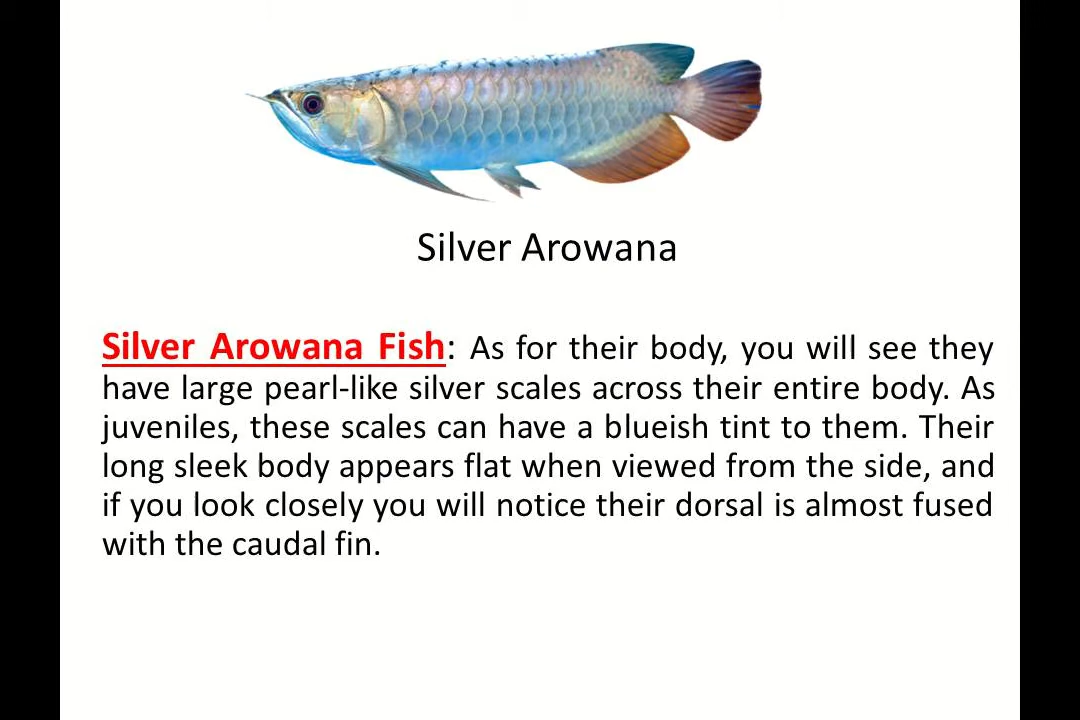 Silver Arowana
Silver Arowana Fish: As for their body, you will see they
have large pearl-like silver scales across their entire body. As
juveniles, these scales can have a blueish tint to them. Their
long sleek body appears flat when viewed from the side, and
if you look closely you will notice their dorsal is almost fused
with the caudal fin.